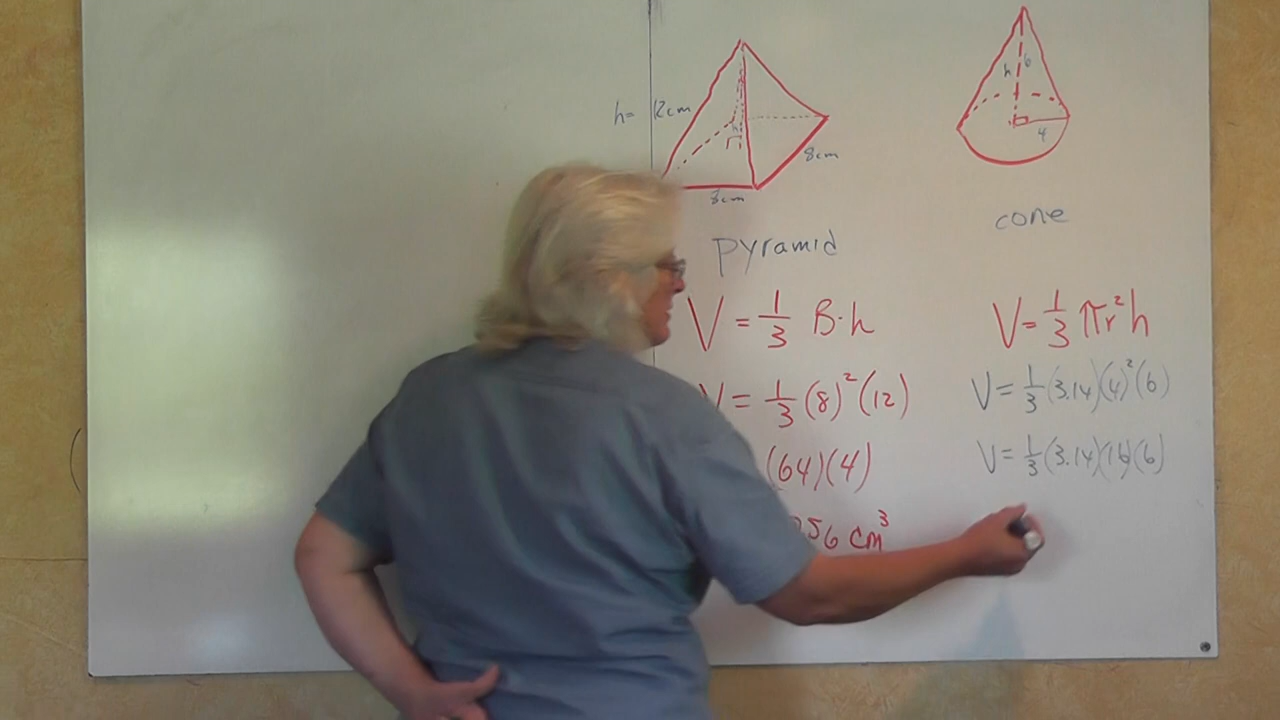 h= 12cm
h
8cm
8cm
pyramid
V = 1/3 B·h
V = 1/3 (8)² (12)
(64)(4)
256 cm³
h 6
4
cone
V = 1/3 πr²h
V = 1/3 (3.14)(4)²(6)
V = 1/3 (3.14)(16)(6)